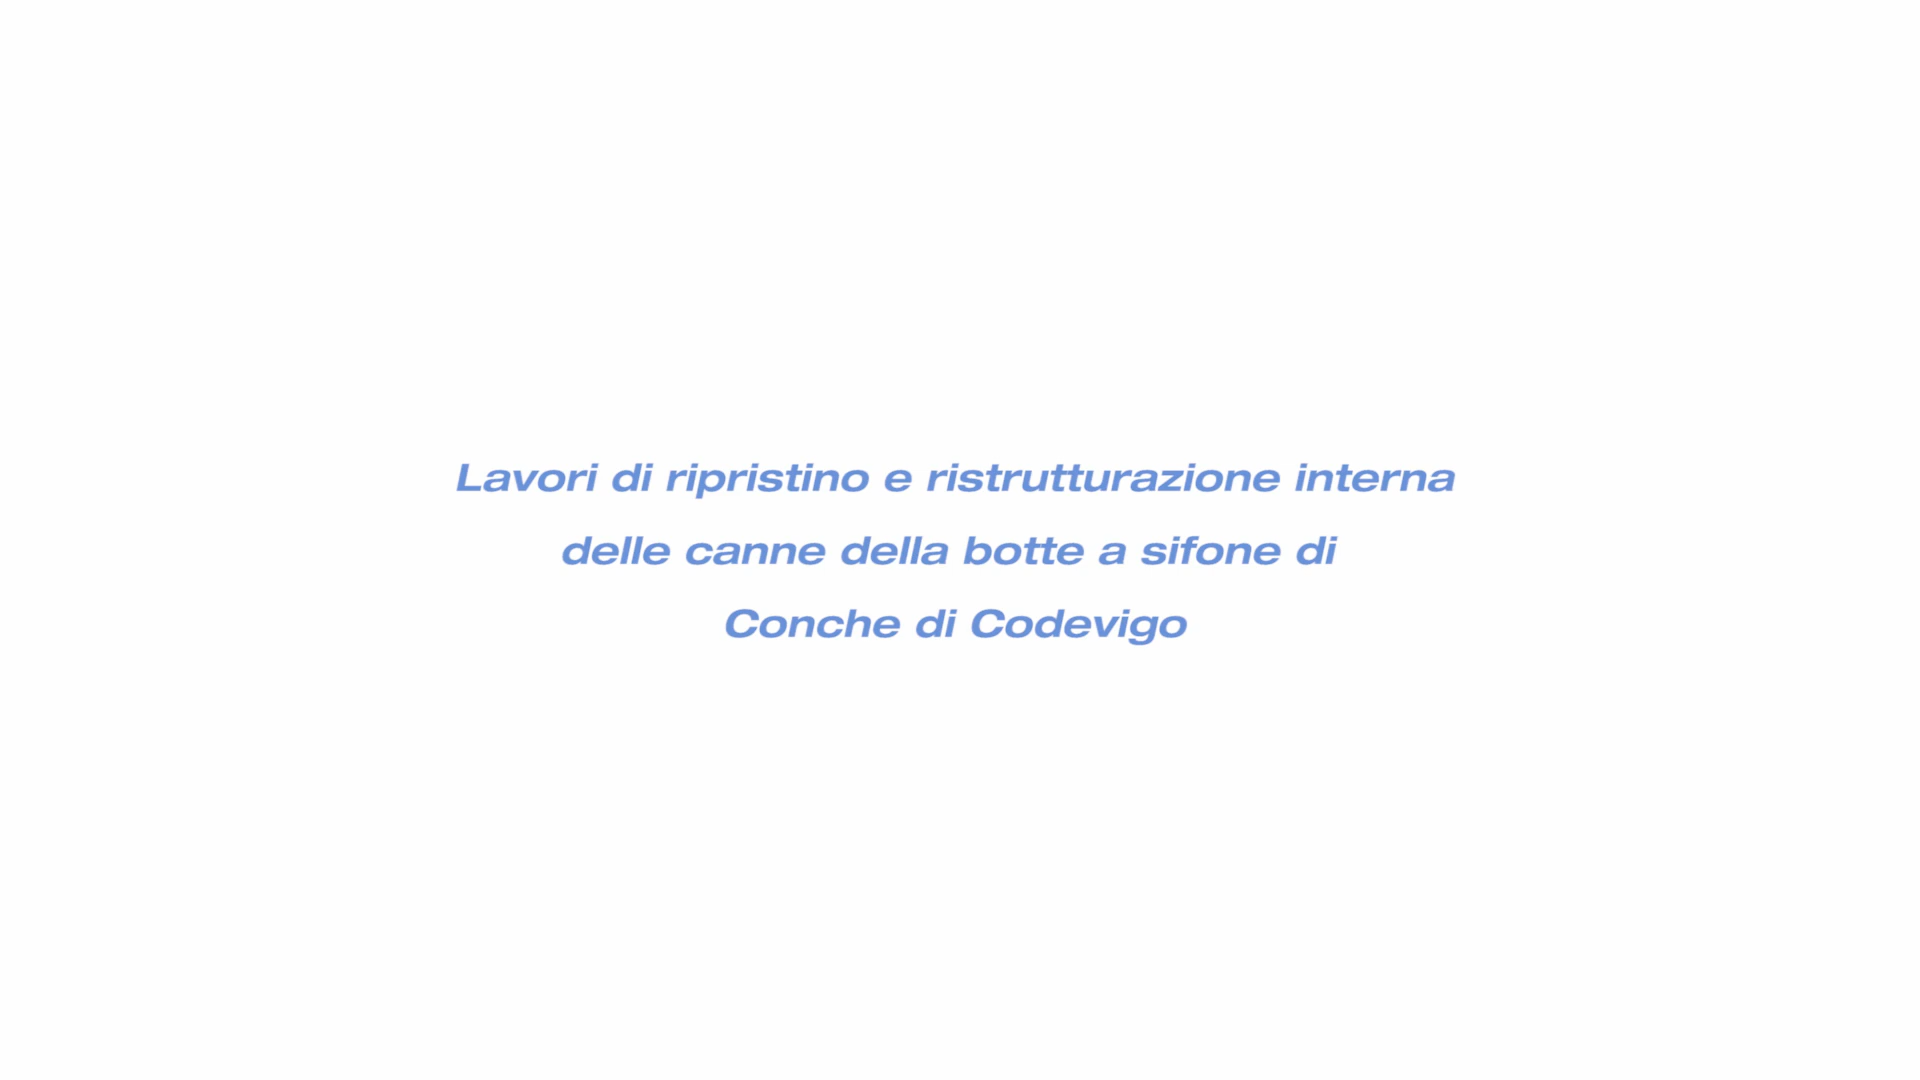 Lavori di ripristino e ristrutturazione interna
delle canne della botte a sifone di
Conche di Codevigo